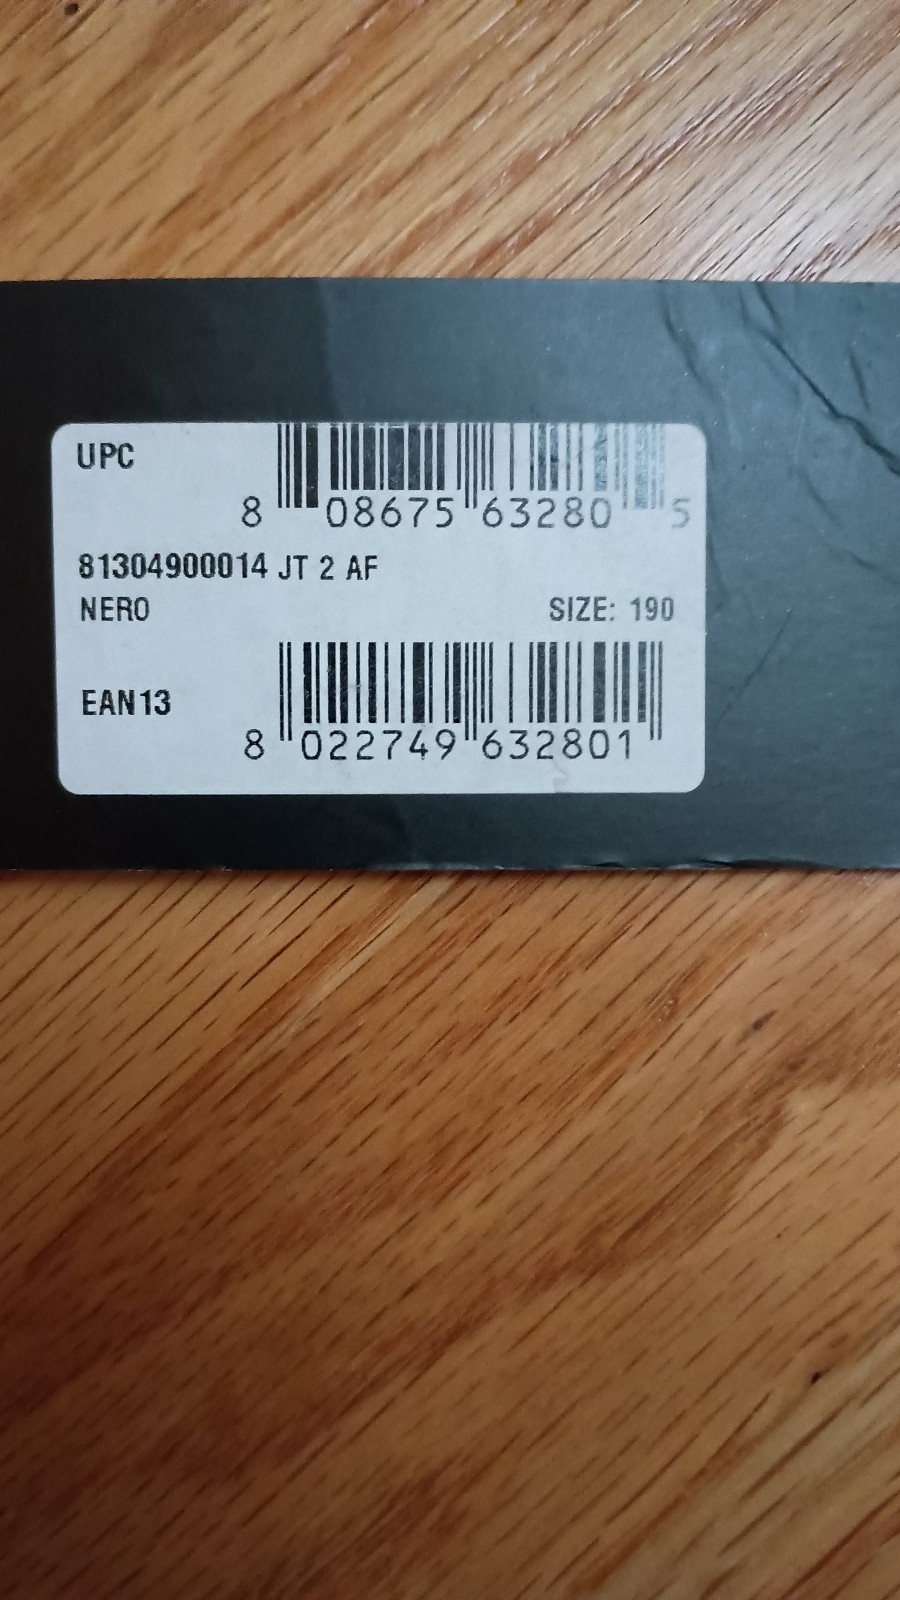 UPC
8 08675 63280 5
81304900014 JT 2 AF
NERO SIZE: 190
EAN13
8 022749 632801